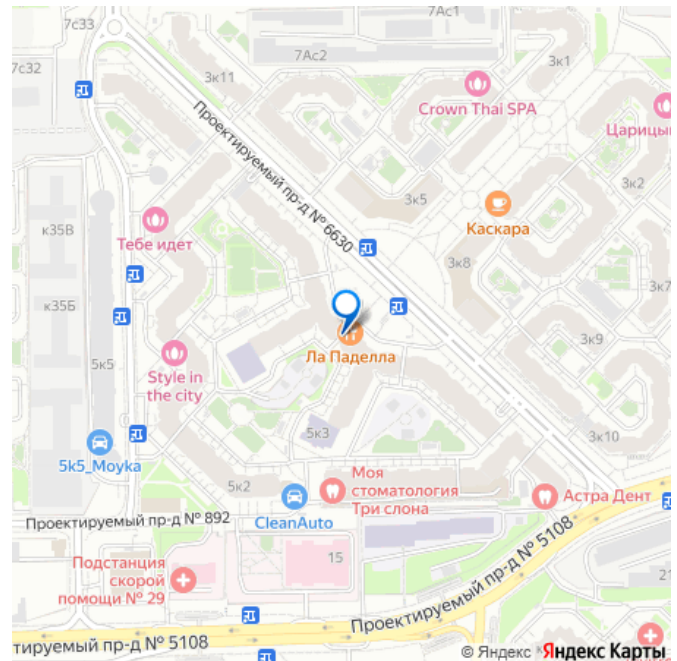 7с33
7Ас1
7с32
7Ас2
3к11
3к1
Crown Thai SPA
Царицы
Проектируемый пр-д № 6630
3к5
3к2
Каскара
к35В
Тебе идет
3к8
3к7
к35Б
Ла Паделла
3к9
5к5
Style in
the city
5к3
3к10
5k5_Moyka
5к2
Моя
стоматология
Три слона
Астра Дент
CleanAuto
Проектируемый пр-д № 892
15
Проектируемый пр-д № 5108
Подстанция
скорой
помощи № 29
21
тируемый пр-д № 5108
© Яндекс
Яндекс Карты